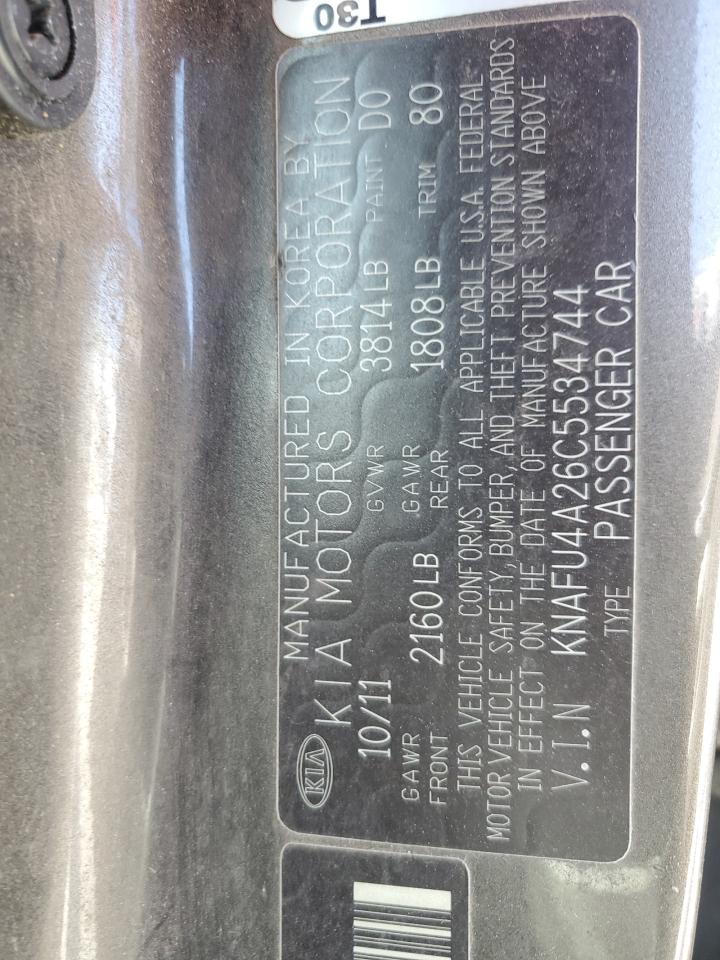 T30
KIA
MANUFACTURED IN KOREA BY
KIA MOTORS CORPORATION
10/11 GVWR 3814LB PAINT D0
GAWR FRONT 2160LB GAWR REAR 1808LB TRIM 80
THIS VEHICLE CONFORMS TO ALL APPLICABLE U.S.A. FEDERAL
MOTOR VEHICLE SAFETY, BUMPER, AND THEFT PREVENTION STANDARDS
IN EFFECT ON THE DATE OF MANUFACTURE SHOWN ABOVE
V.I.N KNAFU4A26C5534744
TYPE PASSENGER CAR